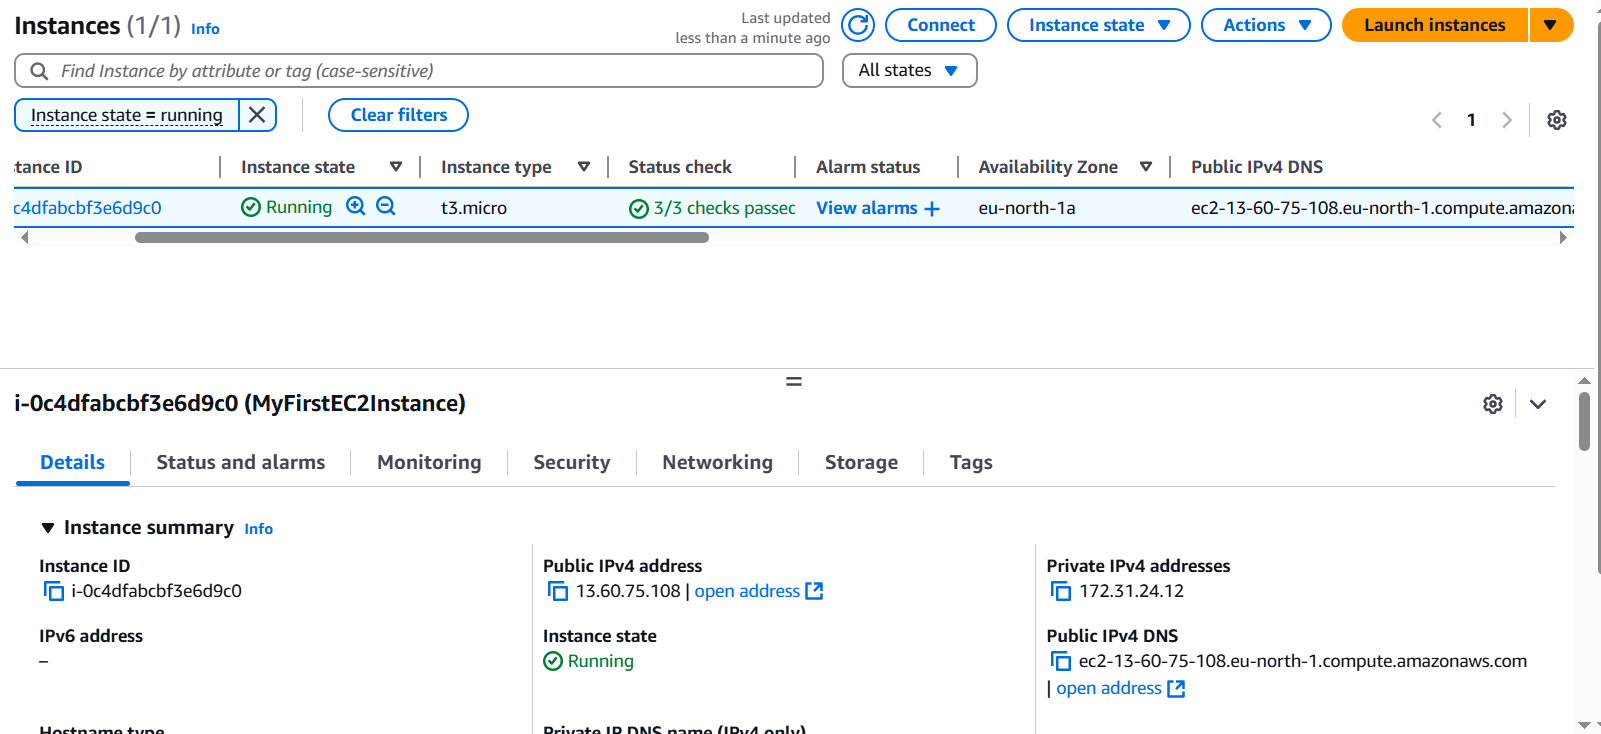 Instances (1/1) Info
Last updated
less than a minute ago
Connect
Instance state
Actions
Launch instances
Find Instance by attribute or tag (case-sensitive)
All states
Instance state = running
Clear filters
1
stance ID Instance state Instance type Status check Alarm status Availability Zone Public IPv4 DNS
c4dfabcbf3e6d9c0 Running t3.micro 3/3 checks passed View alarms + eu-north-1a ec2-13-60-75-108.eu-north-1.compute.amazona
i-0c4dfabcbf3e6d9c0 (MyFirstEC2Instance)
Details Status and alarms Monitoring Security Networking Storage Tags
Instance summary Info
Instance ID
i-0c4dfabcbf3e6d9c0
Public IPv4 address
13.60.75.108 | open address
Private IPv4 addresses
172.31.24.12
IPv6 address
–
Instance state
Running
Public IPv4 DNS
ec2-13-60-75-108.eu-north-1.compute.amazonaws.com
| open address
Hostname type
Private IP DNS name (IPv4 only)